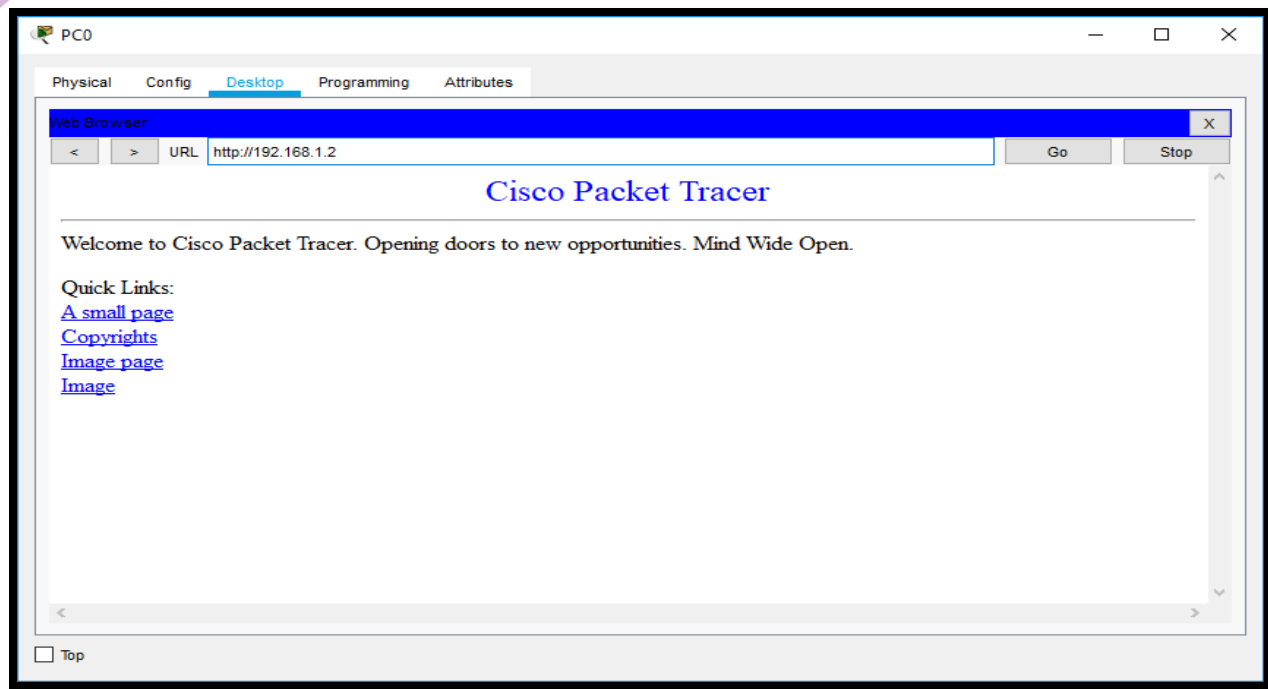 PC0
Physical Config Desktop Programming Attributes
Web Browser X
< > URL http://192.168.1.2 Go Stop
Cisco Packet Tracer
Welcome to Cisco Packet Tracer. Opening doors to new opportunities. Mind Wide Open.
Quick Links:
A small page
Copyrights
Image page
Image
Top